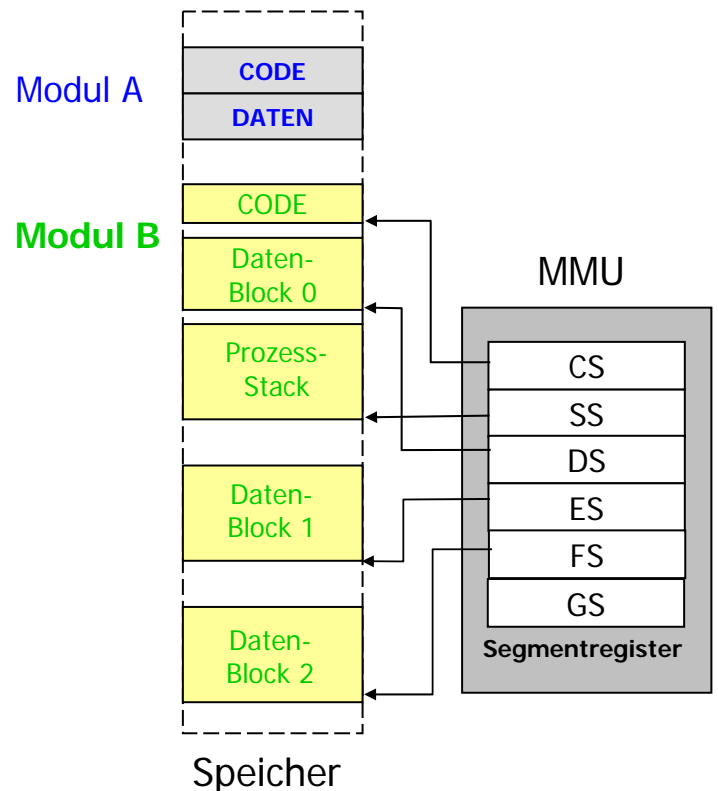 Modul A
CODE
DATEN
Modul B
CODE
Daten-
Block 0
Prozess-
Stack
Daten-
Block 1
Daten-
Block 2
Speicher
MMU
CS
SS
DS
ES
FS
GS
Segmentregister